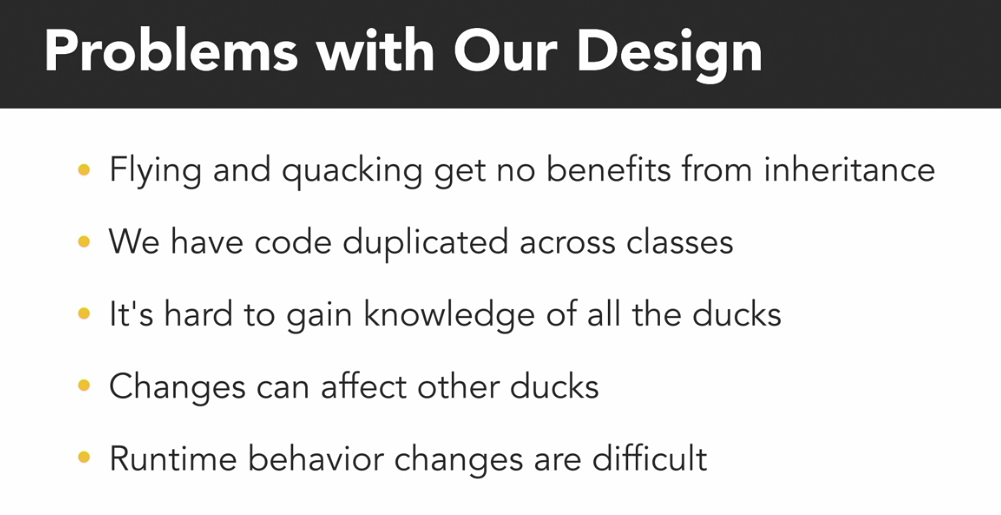 Problems with Our Design
• Flying and quacking get no benefits from inheritance
• We have code duplicated across classes
• It's hard to gain knowledge of all the ducks
• Changes can affect other ducks
• Runtime behavior changes are difficult